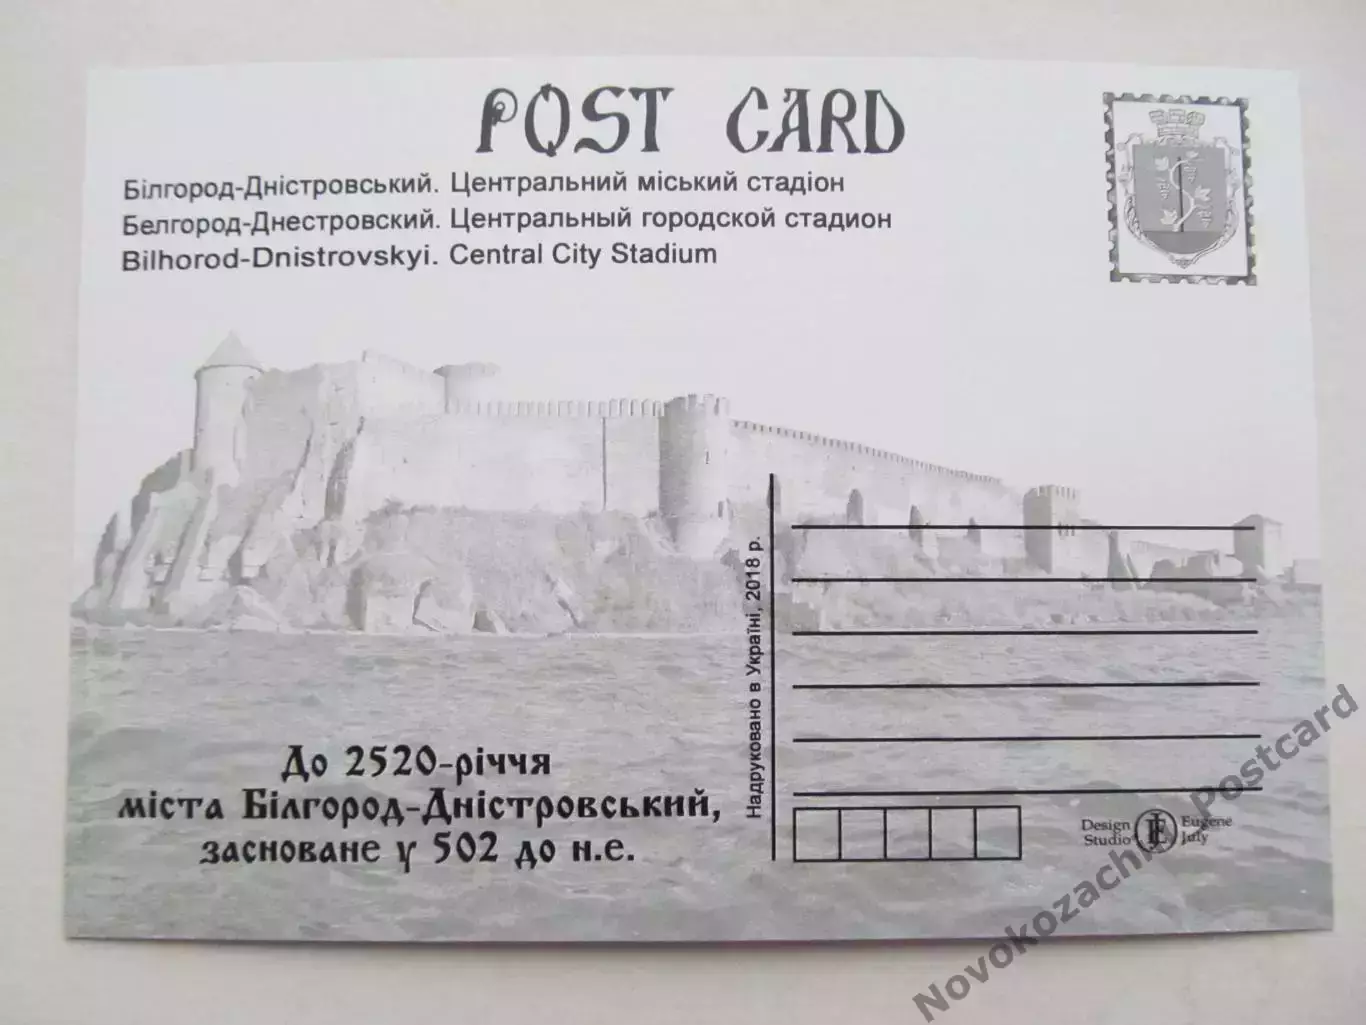 POST CARD
Білгород-Дністровський. Центральний міський стадіон
Белгород-Днестровский. Центральный городской стадион
Bilhorod-Dnistrovskyi. Central City Stadium
До 2520-річчя
міста Білгород-Дністровський,
засноване у 502 до н.е.
Надруковано в Україні, 2018 р.
Design Eugene
Studio July
Novokozachiy Postcard